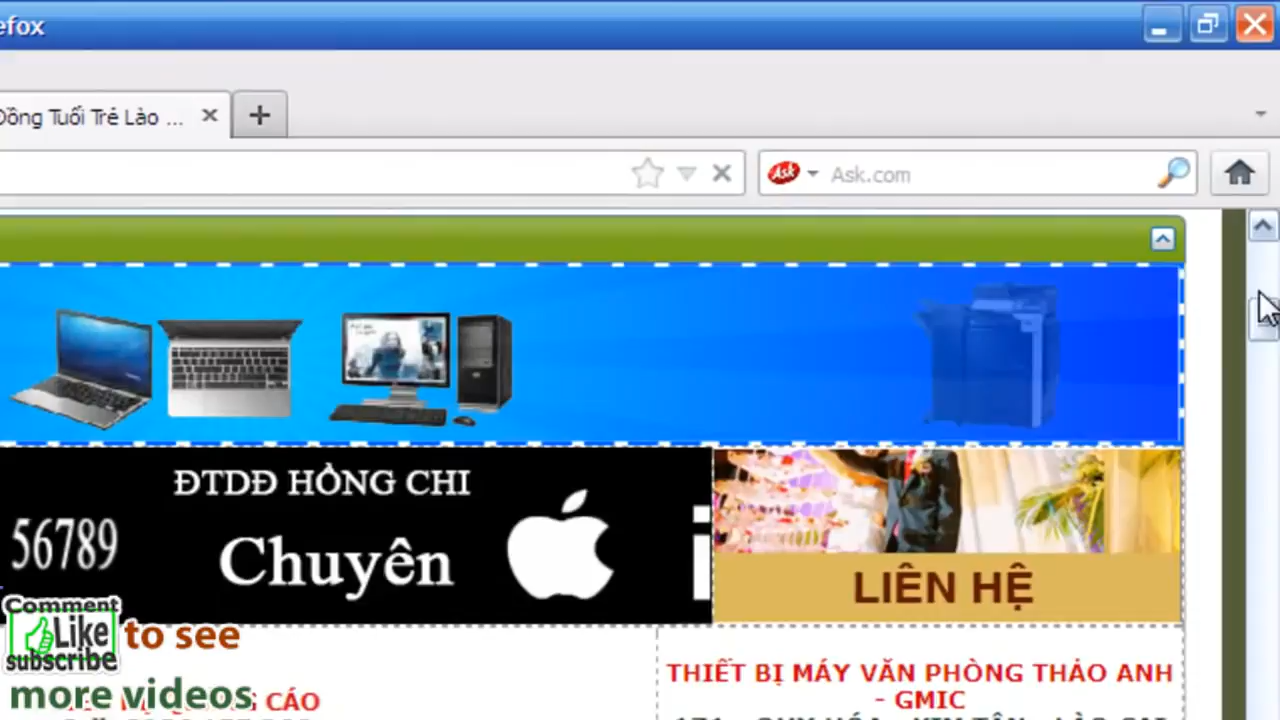 efox
Đồng Tuổi Trẻ Lào ...
Ask
Ask.com
ĐTDĐ HỒNG CHI
56789
Chuyên
LIÊN HỆ
Comment
Like
subscribe
to see
more videos
CÁO
THIẾT BỊ MÁY VĂN PHÒNG THẢO ANH
- GMIC